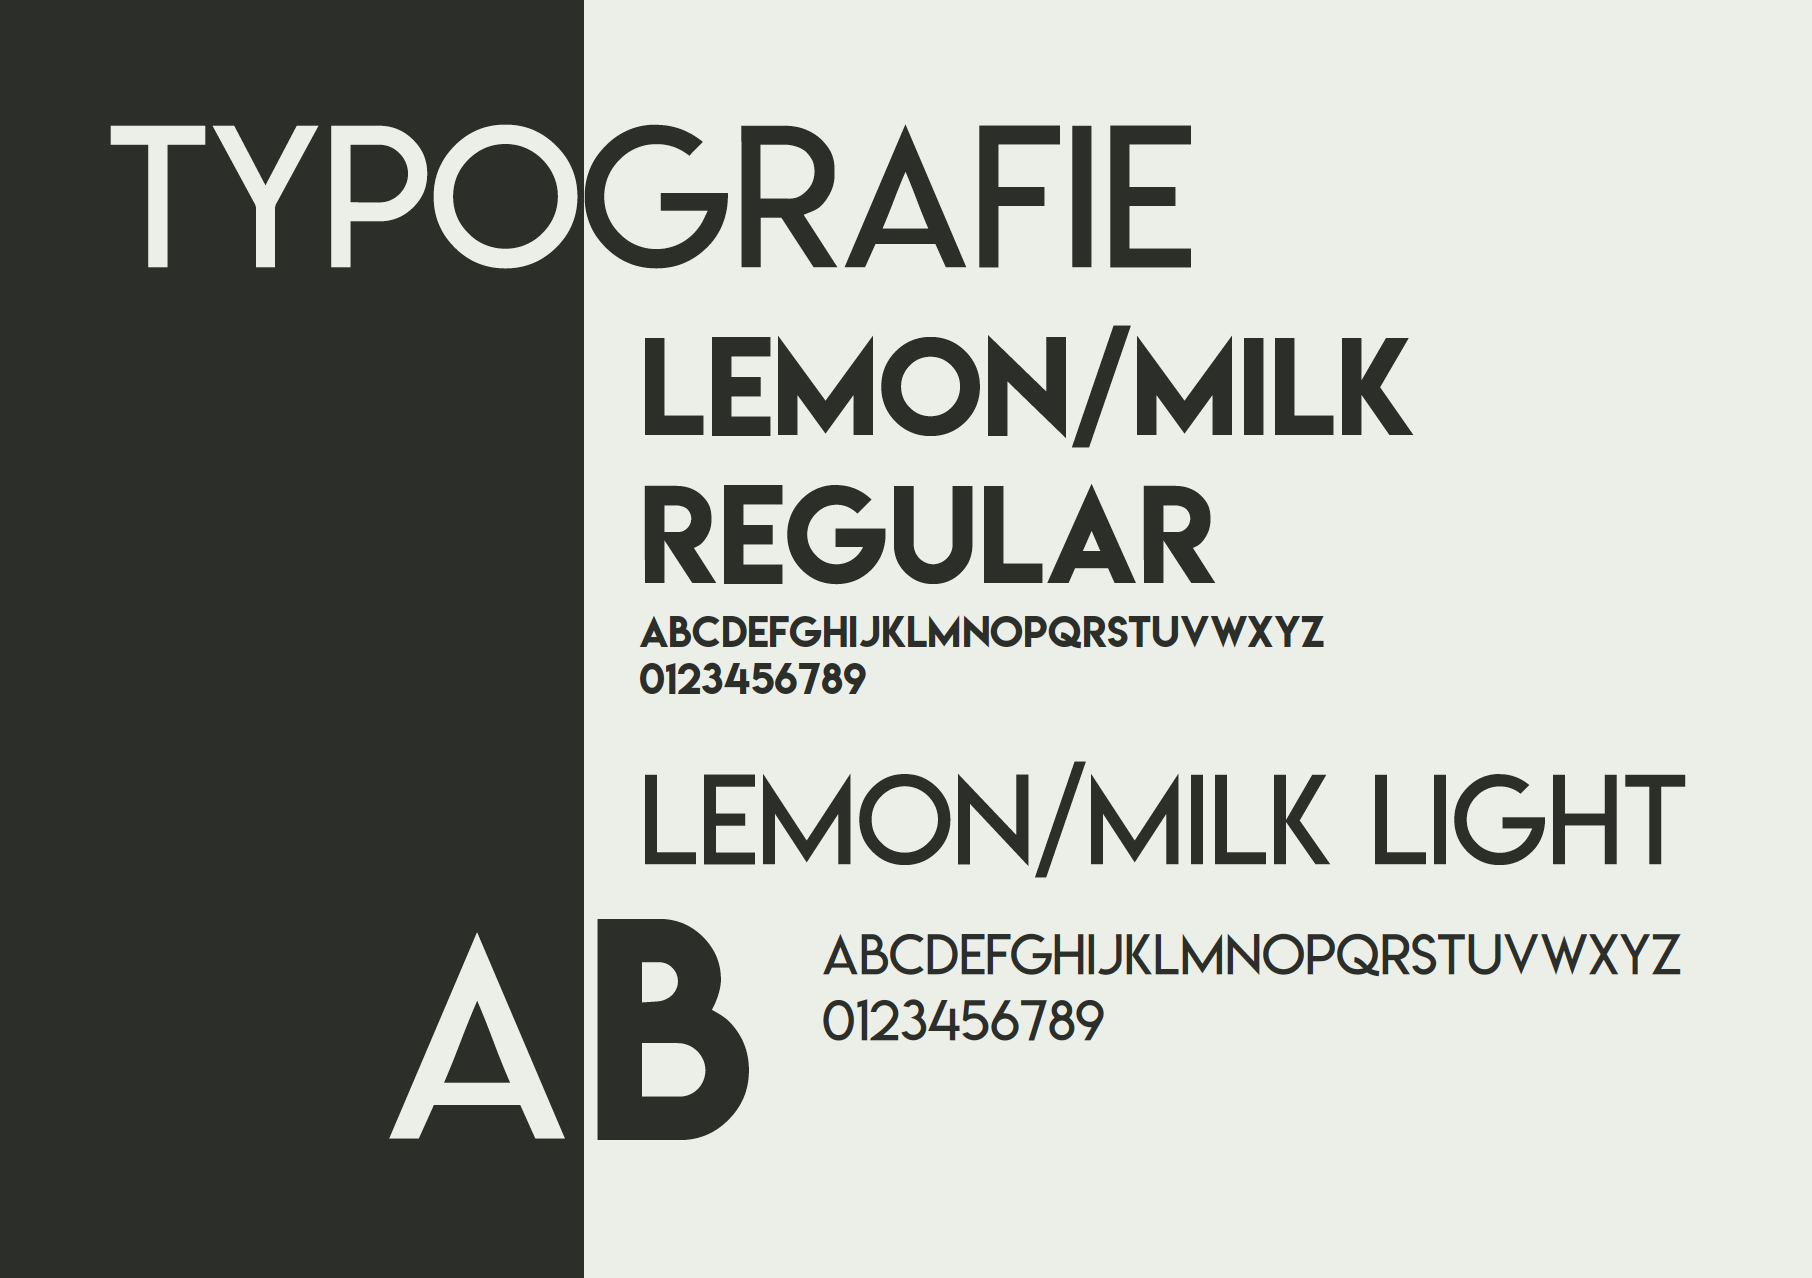 TYPOGRAFIE
LEMON/MILK
REGULAR
ABCDEFGHIJKLMNOPQRSTUVWXYZ
0123456789
LEMON/MILK LIGHT
AB
ABCDEFGHIJKLMNOPQRSTUVWXYZ
0123456789